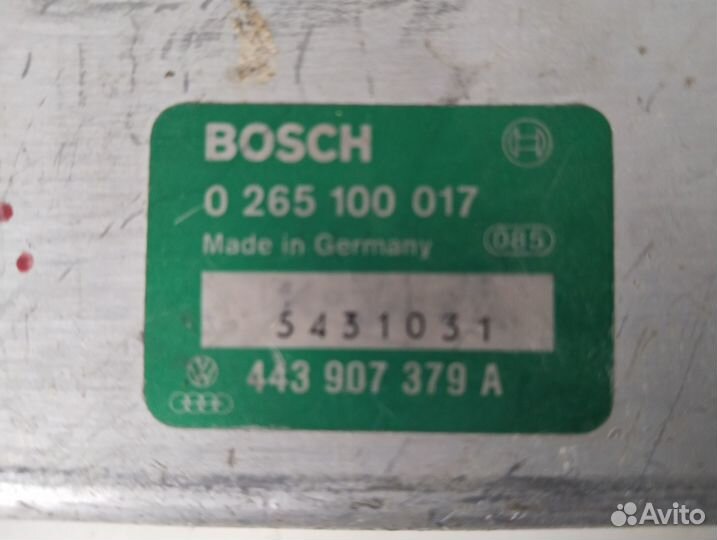 BOSCH
0 265 100 017
Made in Germany 085
5431031
443 907 379 A
Avito